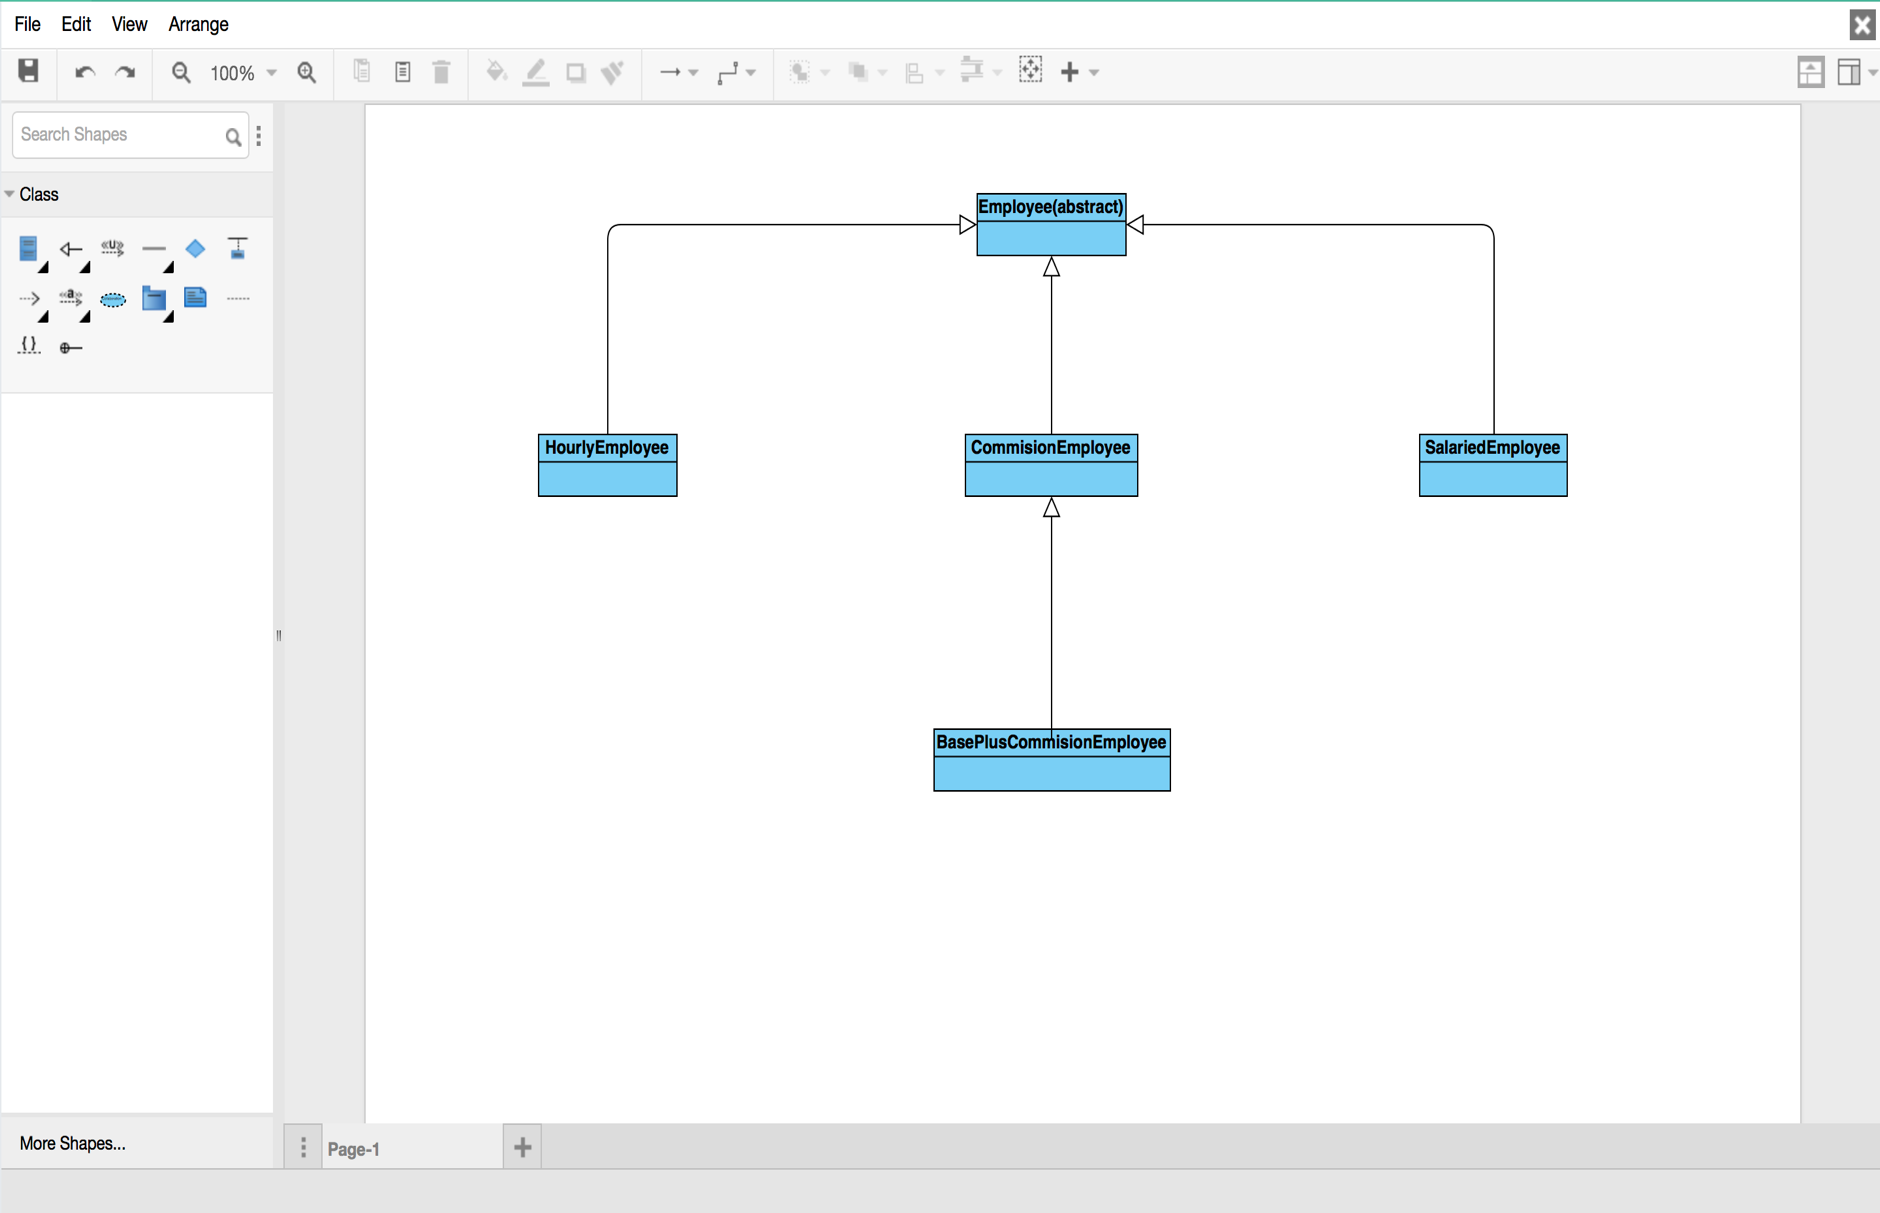 File Edit View Arrange
100%
Search Shapes
Class
«U»
«a»
{ }
Employee(abstract)
HourlyEmployee
CommisionEmployee
SalariedEmployee
BasePlusCommisionEmployee
More Shapes...
Page-1